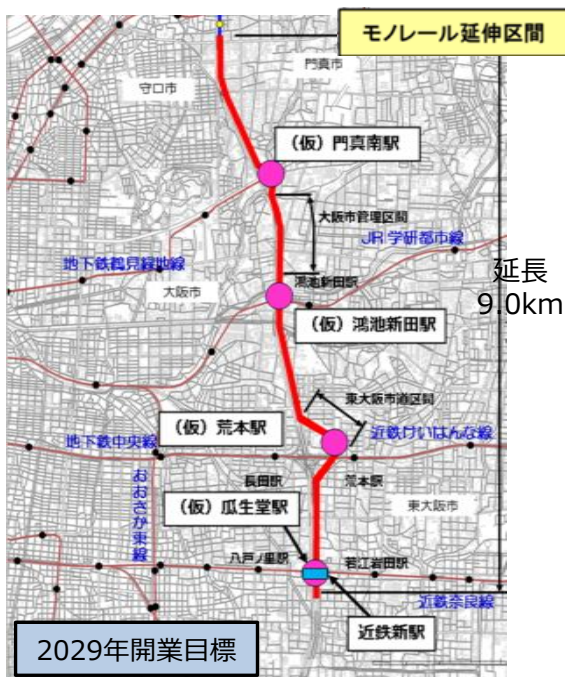 モノレール延伸区間
門真市
守口市
（仮）門真南駅
大阪市管理区間
JR 学研都市線
地下鉄鶴見緑地線
鴻池新田駅
大阪市
延長
9.0km
（仮）鴻池新田駅
東大阪市道区間
（仮）荒本駅
近鉄けいはんな線
地下鉄中央線
長田駅
荒本駅
おおさか東線
（仮）瓜生堂駅
東大阪市
八戸ノ里駅
若江岩田駅
近鉄奈良線
近鉄新駅
2029年開業目標